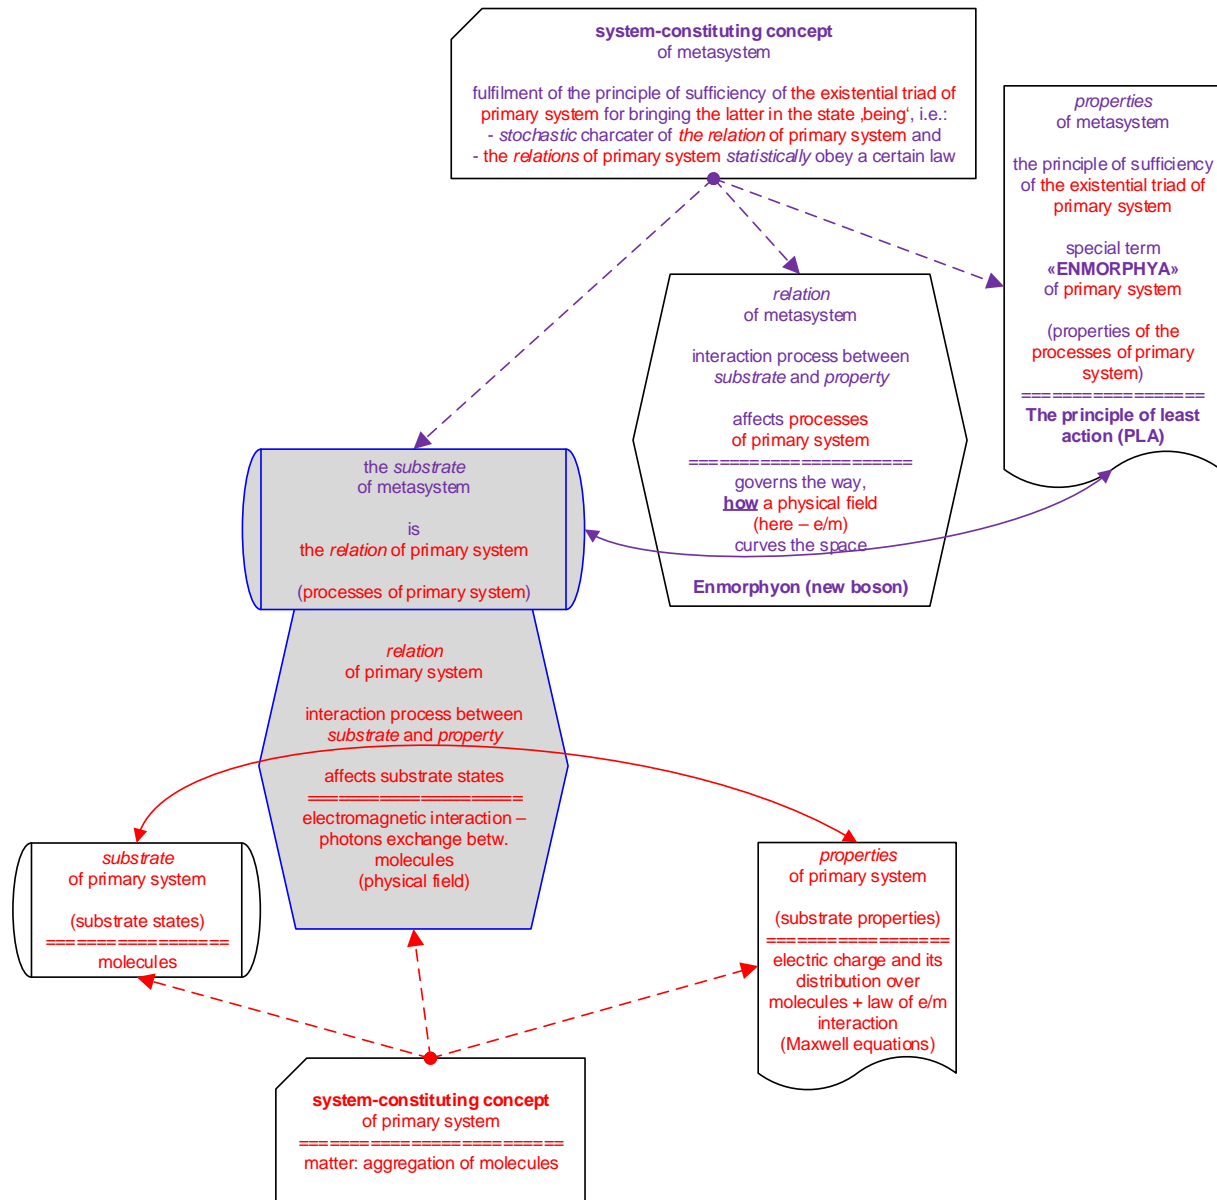 system-constituting concept
of metasystem
fulfilment of the principle of sufficiency of the existential triad of
primary system for bringing the latter in the state ‚being‘, i.e.:
- stochastic charcater of the relation of primary system and
- the relations of primary system statistically obey a certain law
properties
of metasystem
the principle of sufficiency
of the existential triad of
primary system
special term
«ENMORPHYA»
of primary system
(properties of the
processes of primary
system)
==================
The principle of least
action (PLA)
relation
of metasystem
interaction process between
substrate and property
affects processes
of primary system
======================
governs the way,
how a physical field
(here – e/m)
curves the space
Enmorphyon (new boson)
the substrate
of metasystem
is
the relation of primary system
(processes of primary system)
relation
of primary system
interaction process between
substrate and property
affects substrate states
=====================
electromagnetic interaction –
photons exchange betw.
molecules
(physical field)
substrate
of primary system
(substrate states)
==================
molecules
properties
of primary system
(substrate properties)
==================
electric charge and its
distribution over
molecules + law of e/m
interaction
(Maxwell equations)
system-constituting concept
of primary system
==========================
matter: aggregation of molecules